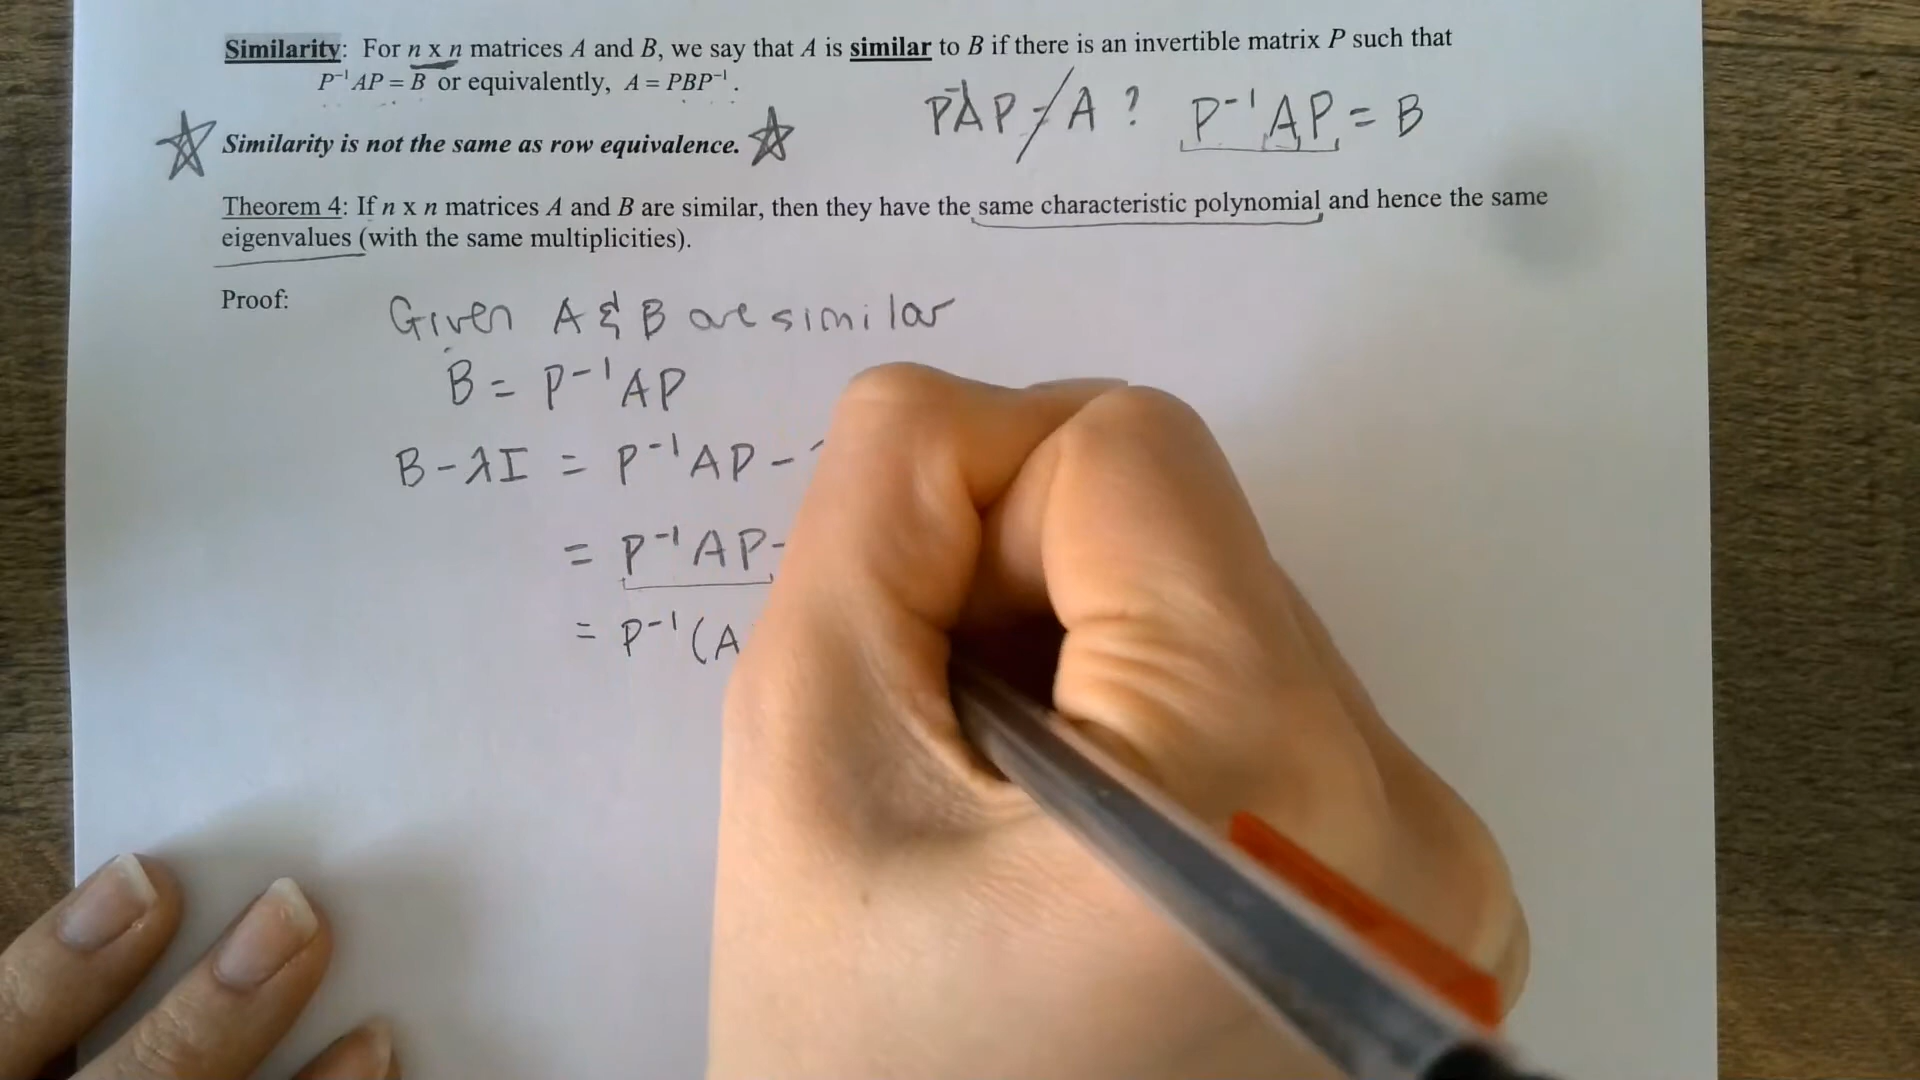 Similarity: For n x n matrices A and B, we say that A is similar to B if there is an invertible matrix P such that
P⁻¹AP = B or equivalently, A = PBP⁻¹.
P⁻¹AP ≠ A ? P⁻¹AP = B
Similarity is not the same as row equivalence.
Theorem 4: If n x n matrices A and B are similar, then they have the same characteristic polynomial and hence the same
eigenvalues (with the same multiplicities).
Proof: Given A & B are similar
B = P⁻¹AP
B - λI = P⁻¹AP -
= P⁻¹AP -
= P⁻¹(A